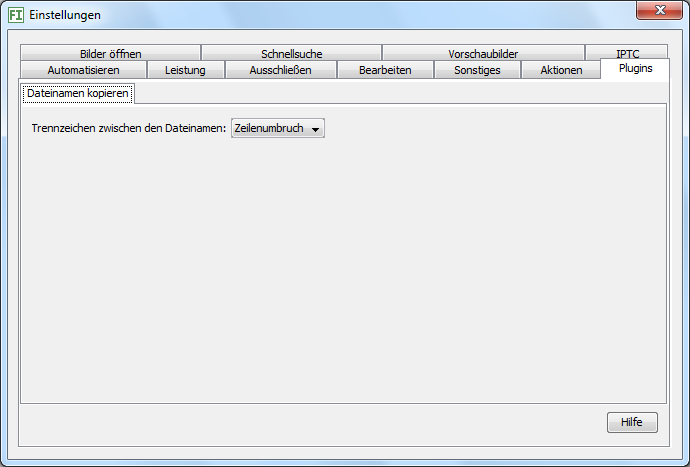 FI Einstellungen
Bilder öffnen Schnellsuche Vorschaubilder IPTC
Automatisieren Leistung Ausschließen Bearbeiten Sonstiges Aktionen Plugins
Dateinamen kopieren
Trennzeichen zwischen den Dateinamen: Zeilenumbruch
Hilfe